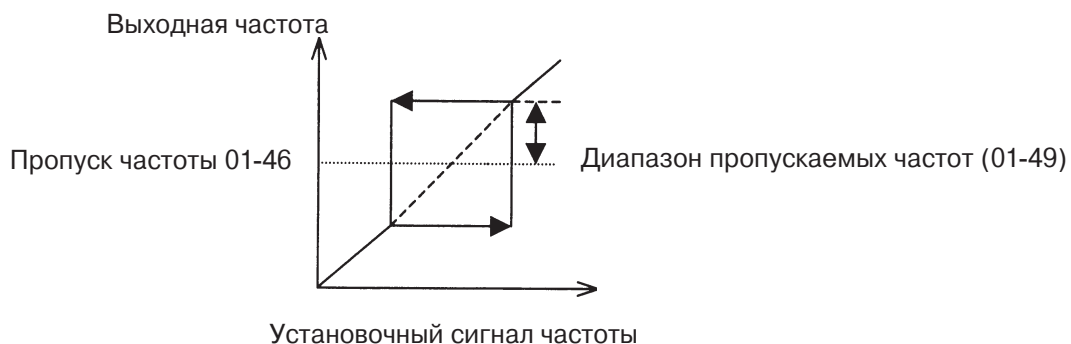 Выходная частота
Пропуск частоты 01-46
Диапазон пропускаемых частот (01-49)
Установочный сигнал частоты